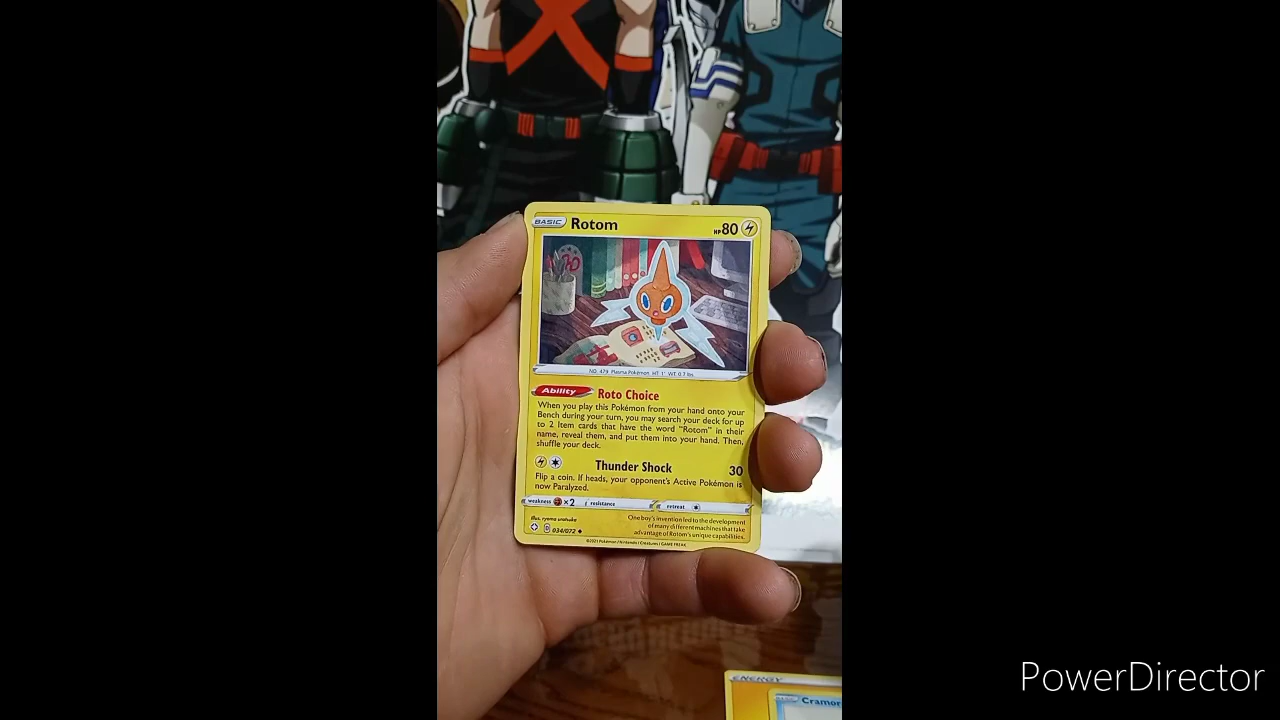 BASIC Rotom HP 80
NO. 479 Plasma Pokémon HT: 1' WT: 0.7 lbs.
Ability Roto Choice
When you play this Pokémon from your hand onto your
Bench during your turn, you may search your deck for up
to 2 Item cards that have the word "Rotom" in their
name, reveal them, and put them into your hand. Then,
shuffle your deck.
Thunder Shock 30
Flip a coin. If heads, your opponent's Active Pokémon is
now Paralyzed.
weakness ×2 resistance retreat
Illus. ryoma uratsuka
One boy's invention led to the development
of many different machines that take
advantage of Rotom's unique capabilities.
034/072
©2021 Pokémon / Nintendo / Creatures / GAME FREAK
ENERGY
BASIC Cramor
PowerDirector